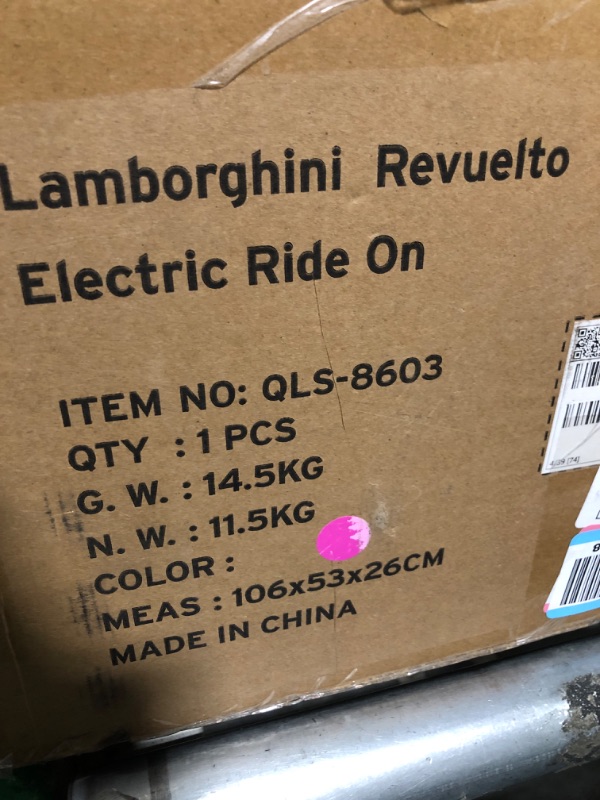 Lamborghini Revuelto
Electric Ride On
ITEM NO: QLS-8603
QTY : 1 PCS
G. W. : 14.5KG
N. W. : 11.5KG
COLOR :
MEAS : 106x53x26CM
MADE IN CHINA